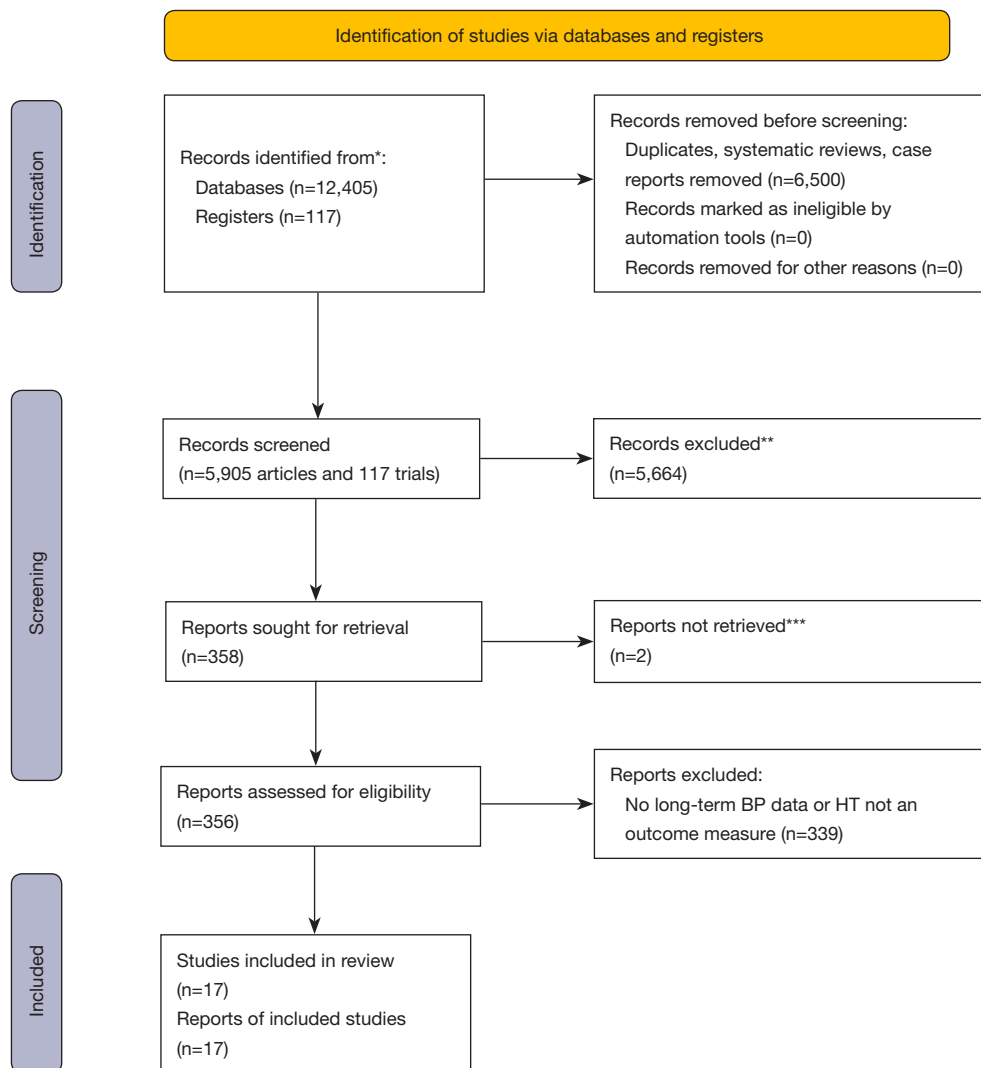 Identification of studies via databases and registers
Identification
Records identified from*:
Databases (n=12,405)
Registers (n=117)
Records removed before screening:
Duplicates, systematic reviews, case
reports removed (n=6,500)
Records marked as ineligible by
automation tools (n=0)
Records removed for other reasons (n=0)
Screening
Records screened
(n=5,905 articles and 117 trials)
Records excluded**
(n=5,664)
Reports sought for retrieval
(n=358)
Reports not retrieved***
(n=2)
Reports assessed for eligibility
(n=356)
Reports excluded:
No long-term BP data or HT not an
outcome measure (n=339)
Included
Studies included in review
(n=17)
Reports of included studies
(n=17)